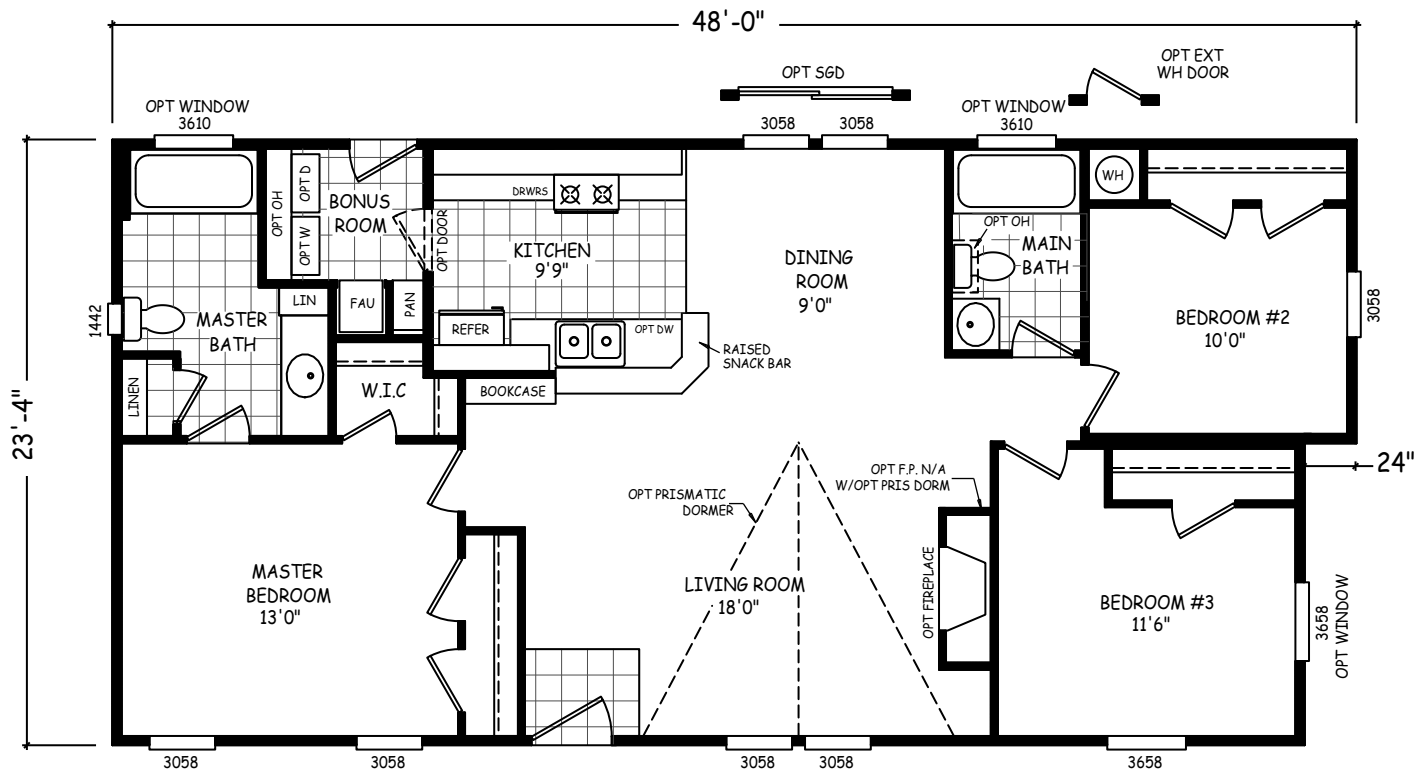 48'-0"
OPT SGD
OPT EXT
WH DOOR
OPT WINDOW
3610
3058
3058
OPT WINDOW
3610
23'-4"
OPT OH
OPT D
OPT W
BONUS
ROOM
OPT DOOR
DRWRS
KITCHEN
9'9"
DINING
ROOM
9'0"
OPT OH
MAIN
BATH
WH
BEDROOM #2
10'0"
3058
1442
MASTER
BATH
LIN
FAU
PAN
REFER
OPT DW
RAISED
SNACK BAR
LINEN
W.I.C
BOOKCASE
24"
OPT PRISMATIC
DORMER
OPT F.P. N/A
W/OPT PRIS DORM
MASTER
BEDROOM
13'0"
LIVING ROOM
18'0"
OPT FIREPLACE
BEDROOM #3
11'6"
3658
OPT WINDOW
3058
3058
3058
3058
3658